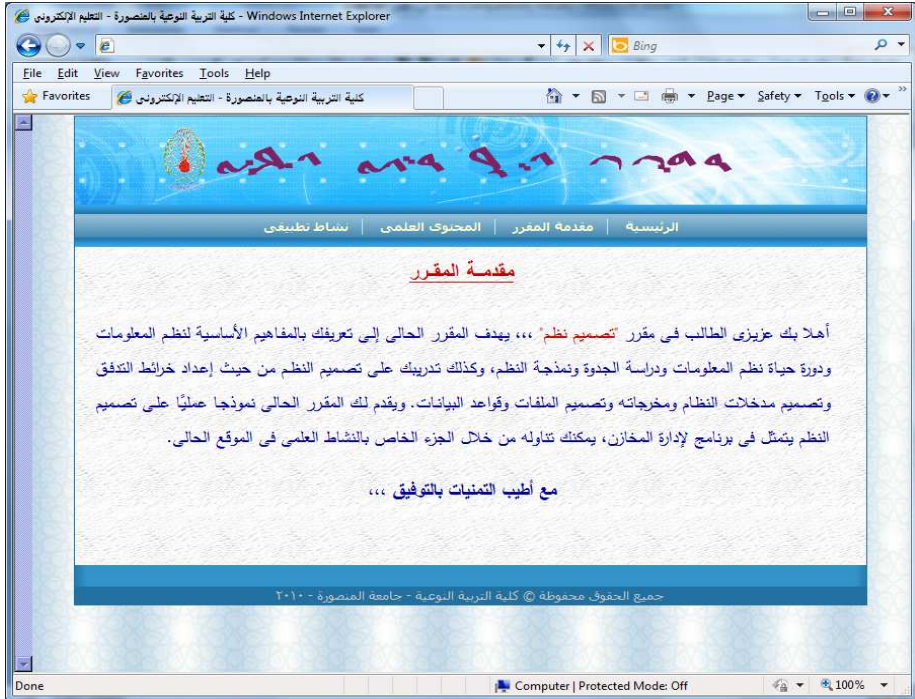 كلية التربية النوعية بالمنصورة - التعليم الإلكترونى - Windows Internet Explorer
Bing
File Edit View Favorites Tools Help
Favorites
كلية التربية النوعية بالمنصورة - التعليم الإلكترونى
Page Safety Tools
الرئيسية | مقدمة المقرر | المحتوى العلمى | نشاط تطبيقى
مقدمــة المقـرر
أهلا بك عزيزى الطالب فى مقرر "تصميم نظم" ،،، يهدف المقرر الحالى إلى تعريفك بالمفاهيم الأساسية لنظم المعلومات
ودورة حياة نظم المعلومات ودراسة الجدوة ونمذجة النظم، وكذلك تدريبك على تصميم النظم من حيث إعداد خرائط التدفق
وتصميم مدخلات النظام ومخرجاته وتصميم الملفات وقواعد البيانات. ويقدم لك المقرر الحالى نموذجا عمليًا على تصميم
النظم يتمثل فى برنامج لإدارة المخازن، يمكنك تناوله من خلال الجزء الخاص بالنشاط العلمى فى الموقع الحالى.
مع أطيب التمنيات بالتوفيق ،،،
جميع الحقوق محفوظة © كلية التربية النوعية - جامعة المنصورة - ٢٠١٠
Done
Computer | Protected Mode: Off
100%